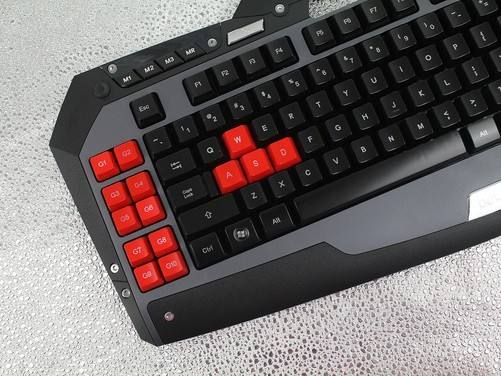 M1 M2 M3 MR
Esc F1 F2 F3 F4 F5 F6 F7
G1 G2
G3 G4
G5 G6
G7 G8
G9 G10
Q W E R T Y U I O P
Caps Lock A S D F G H J K L
Z X C V B N M
Ctrl Alt Alt